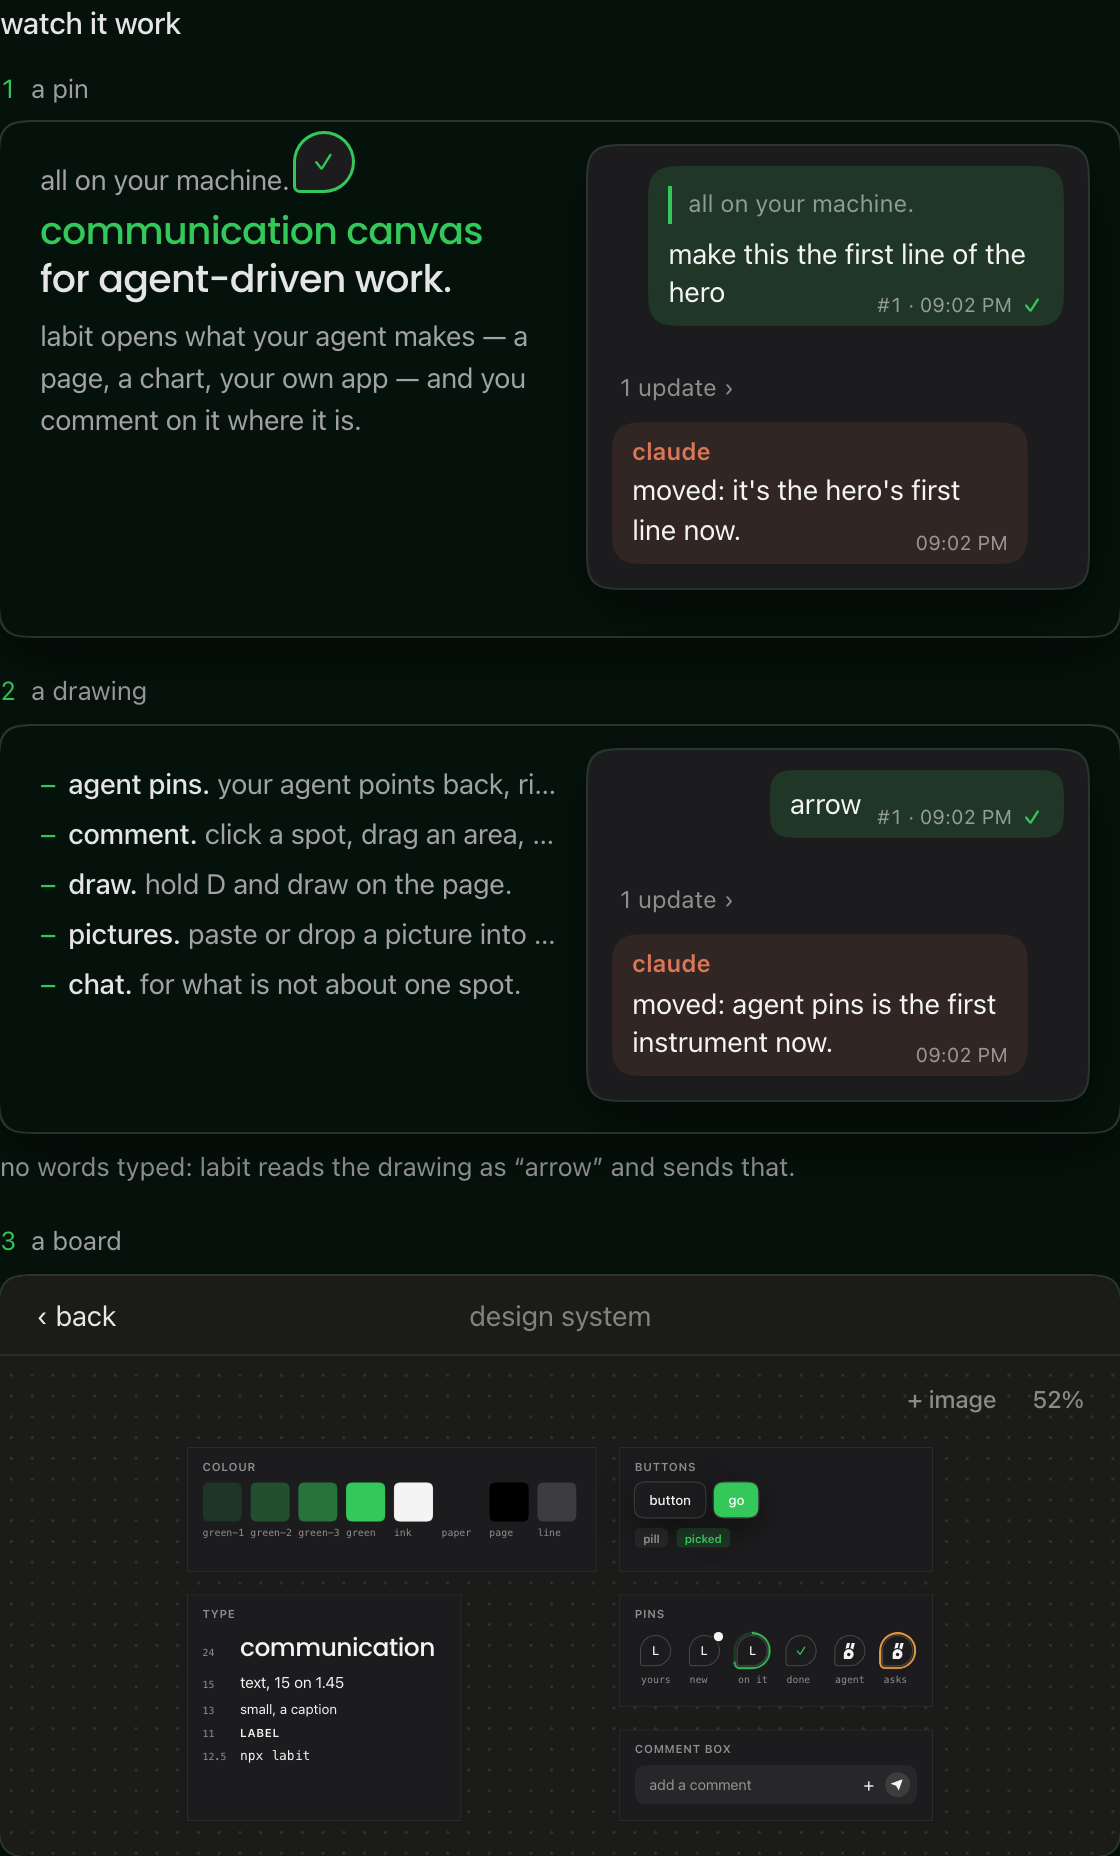 watch it work
1 a pin
all on your machine.
communication canvas
for agent-driven work.
labit opens what your agent makes — a
page, a chart, your own app — and you
comment on it where it is.
all on your machine.
make this the first line of the
hero
#1 · 09:02 PM ✓
1 update ›
claude
moved: it's the hero's first
line now.
09:02 PM
2 a drawing
– agent pins. your agent points back, ri...
– comment. click a spot, drag an area, ...
– draw. hold D and draw on the page.
– pictures. paste or drop a picture into ...
– chat. for what is not about one spot.
arrow #1 · 09:02 PM ✓
1 update ›
claude
moved: agent pins is the first
instrument now.
09:02 PM
no words typed: labit reads the drawing as “arrow” and sends that.
3 a board
‹ back
design system
+ image 52%
COLOUR
green-1 green-2 green-3 green ink paper page line
BUTTONS
button go
pill picked
TYPE
24 communication
15 text, 15 on 1.45
13 small, a caption
11 LABEL
12.5 npx labit
PINS
L L L
yours new on it done agent asks
COMMENT BOX
add a comment +